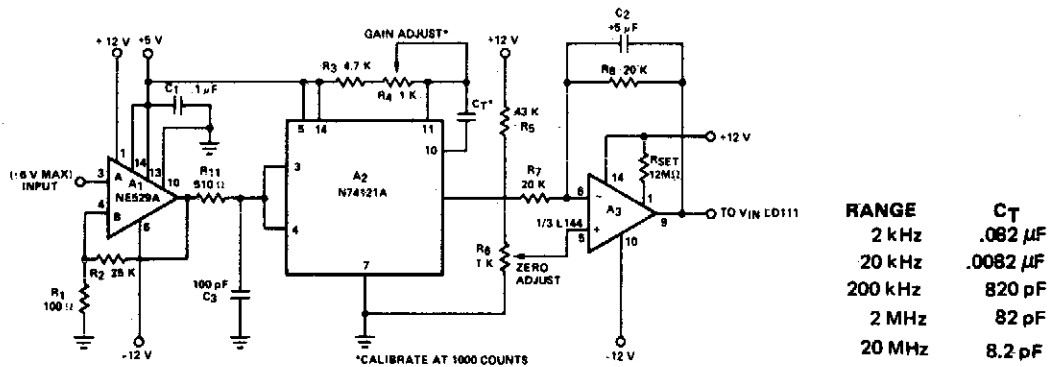 GAIN ADJUST*
+12 V
+5 V
R3 4.7 K
R4 1 K
CT*
C1 .1 µF
+12 V
43 K
R5
C2
+5 µF
R8 20 K
+12 V
RSET
12MΩ
5
14
11
10
1
14
13
10
(±6 V MAX)
INPUT
3
A
A1
NE529A
4
B
6
R11
510 Ω
3
4
A2
N74121A
7
R7
20 K
6
−
14
1
A3
9
TO VIN LD111
1/3 L144
5
+
10
R6
1 K
ZERO
ADJUST
R2 25 K
R1
100 Ω
100 pF
C3
-12 V
-12 V
*CALIBRATE AT 1000 COUNTS
RANGE CT
2 kHz .082 µF
20 kHz .0082 µF
200 kHz 820 pF
2 MHz 82 pF
20 MHz 8.2 pF